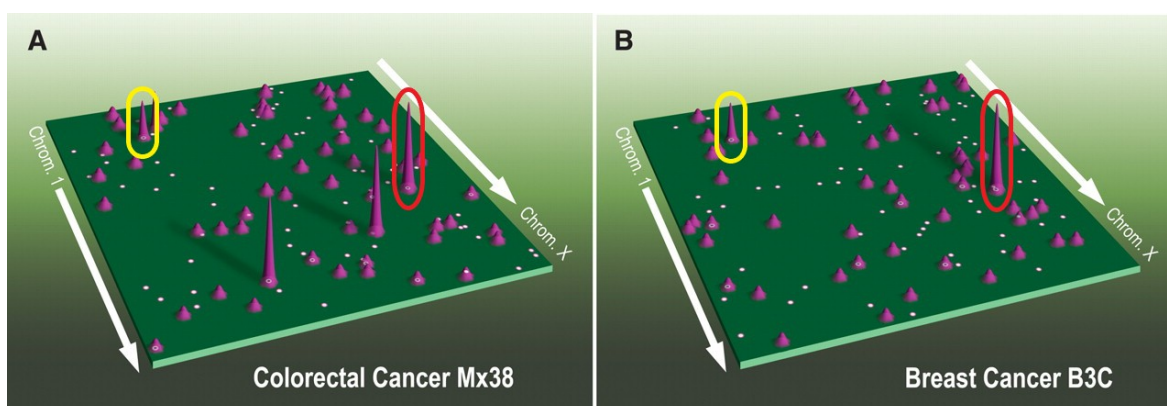 A
Chrom. 1
Chrom. X
Colorectal Cancer Mx38
B
Chrom. 1
Chrom. X
Breast Cancer B3C